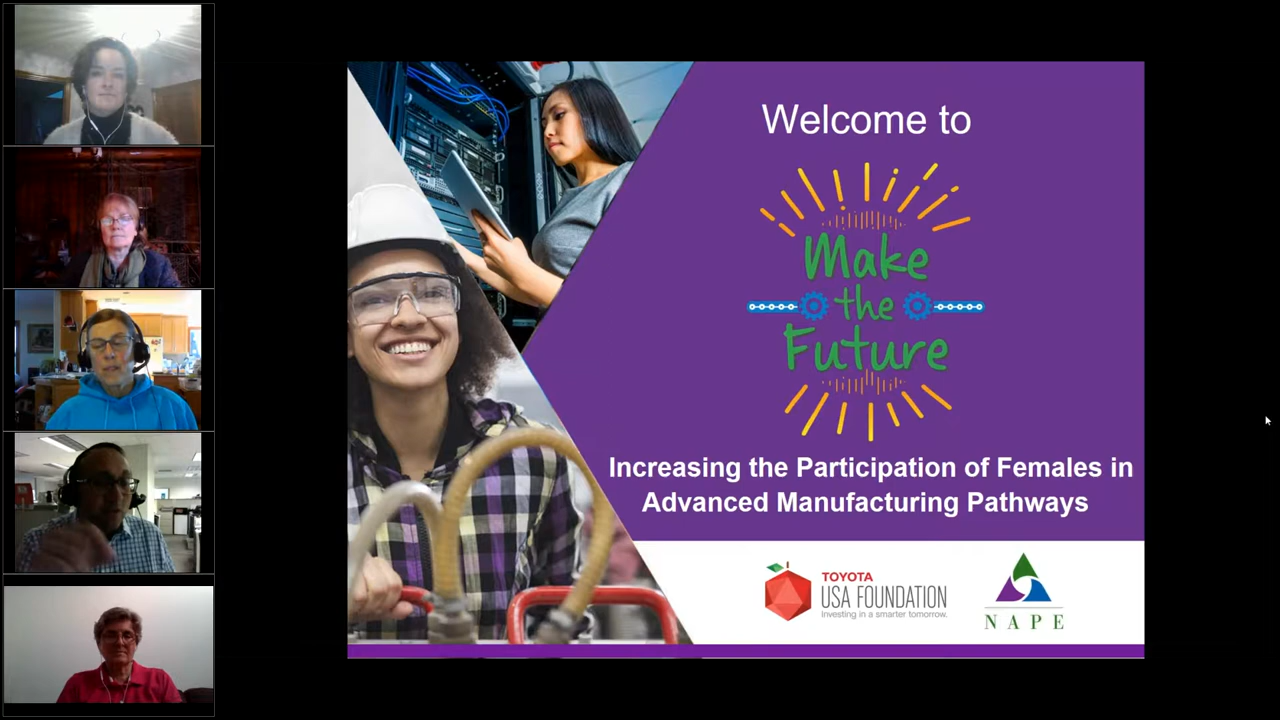 Welcome to
Make
the
Future
Increasing the Participation of Females in
Advanced Manufacturing Pathways
TOYOTA
USA FOUNDATION
Investing in a smarter tomorrow.
NAPE